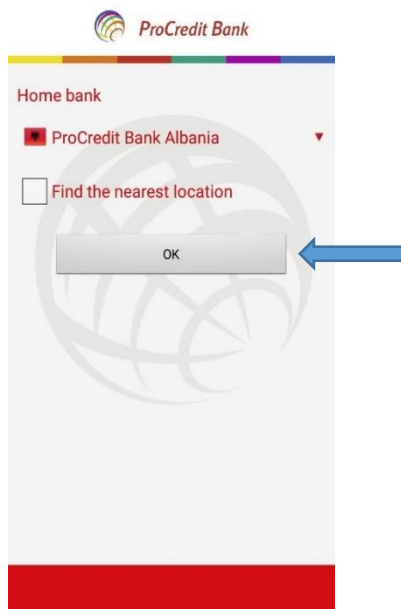 ProCredit Bank
Home bank
ProCredit Bank Albania
Find the nearest location
OK